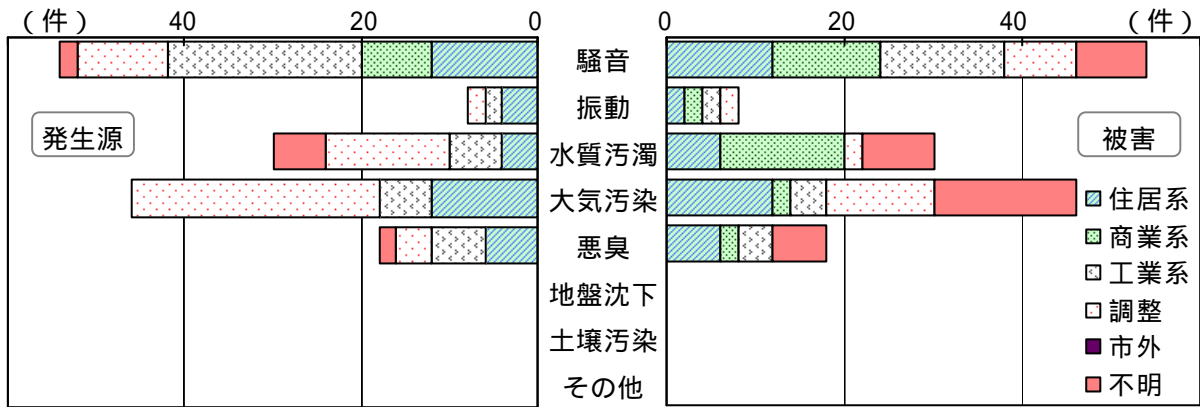 (件) 40 20 0 0 20 40 (件)
騒音
振動
発生源
被害
水質汚濁
大気汚染
悪臭
地盤沈下
土壌汚染
その他
住居系
商業系
工業系
調整
市外
不明